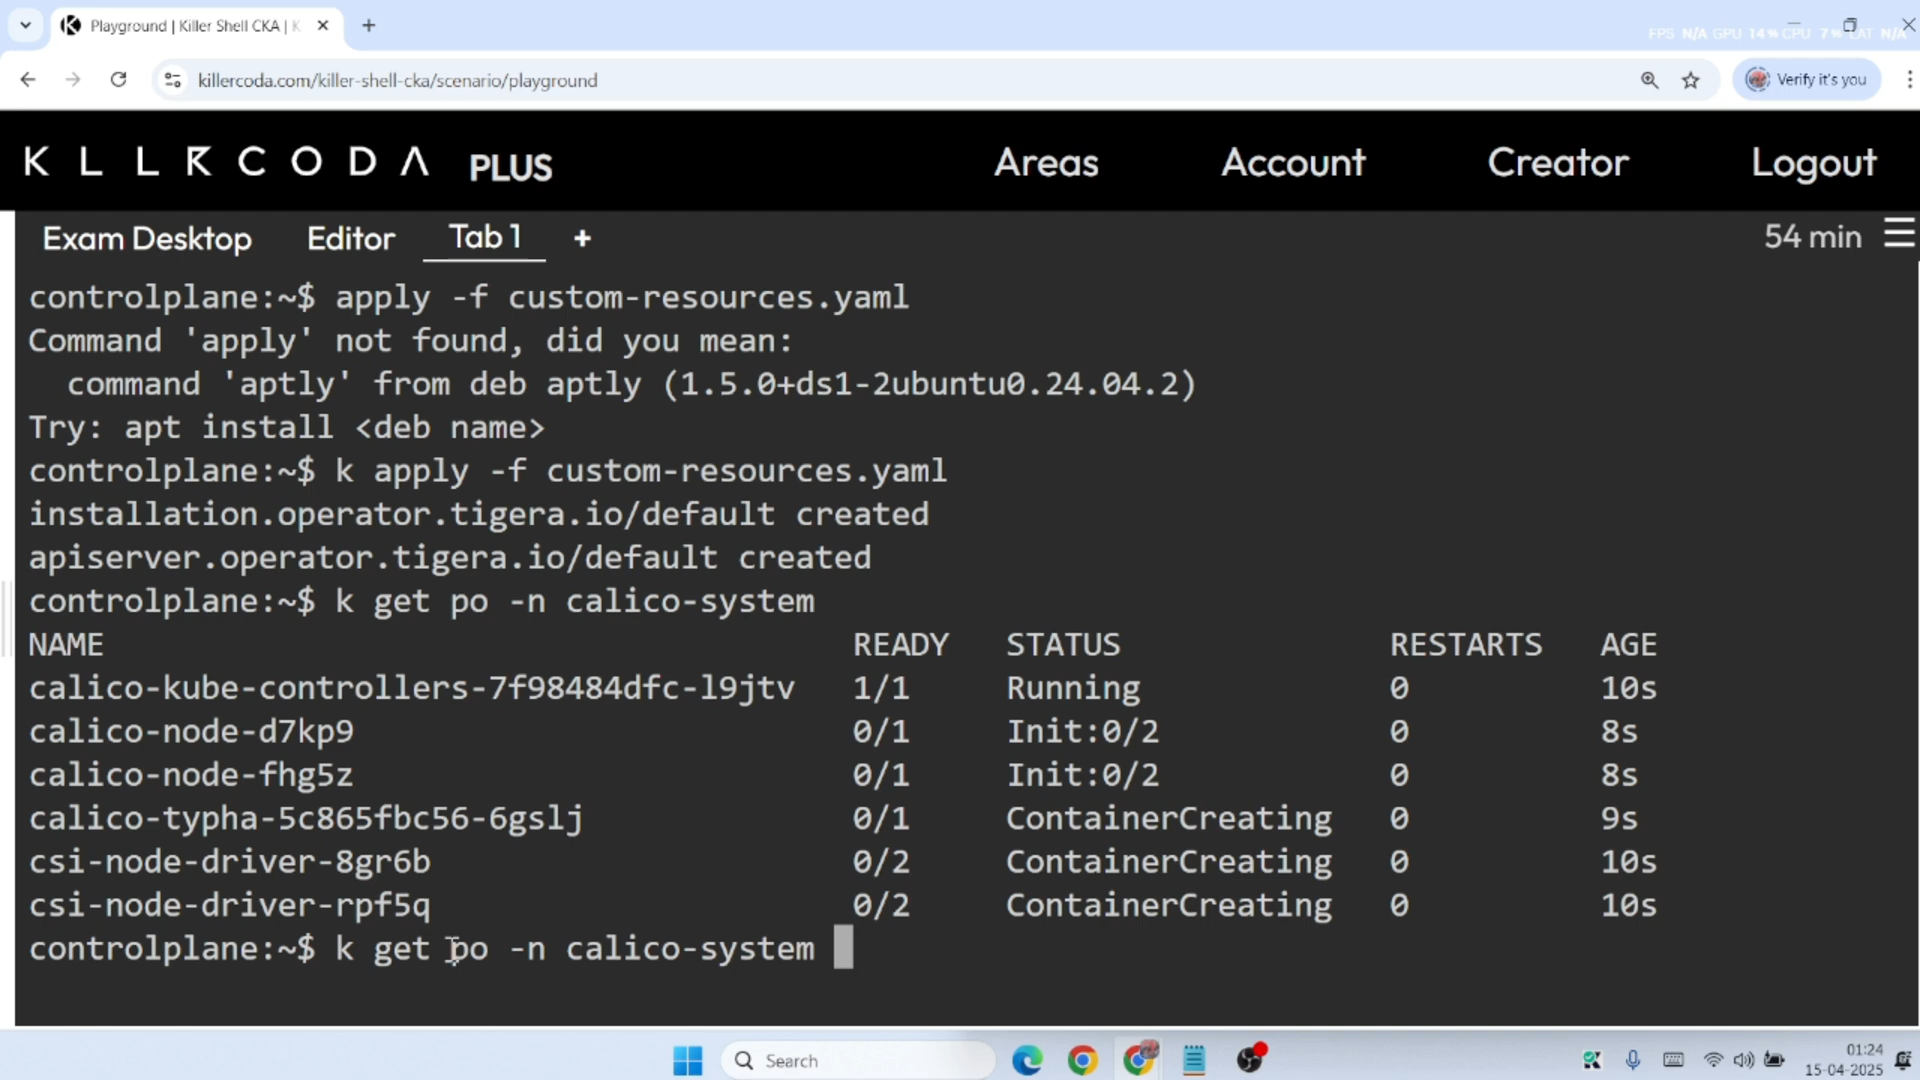 Playground | Killer Shell CKA | K
FPS N/A GPU 14% CPU 7% LAT N/A
killercoda.com/killer-shell-cka/scenario/playground
Verify it's you
KILLERCODA PLUS
Areas
Account
Creator
Logout
Exam Desktop
Editor
Tab 1
+
54 min
controlplane:~$ apply -f custom-resources.yaml
Command 'apply' not found, did you mean:
  command 'aptly' from deb aptly (1.5.0+ds1-2ubuntu0.24.04.2)
Try: apt install <deb name>
controlplane:~$ k apply -f custom-resources.yaml
installation.operator.tigera.io/default created
apiserver.operator.tigera.io/default created
controlplane:~$ k get po -n calico-system
NAME READY STATUS RESTARTS AGE
calico-kube-controllers-7f98484dfc-l9jtv 1/1 Running 0 10s
calico-node-d7kp9 0/1 Init:0/2 0 8s
calico-node-fhg5z 0/1 Init:0/2 0 8s
calico-typha-5c865fbc56-6gslj 0/1 ContainerCreating 0 9s
csi-node-driver-8gr6b 0/2 ContainerCreating 0 10s
csi-node-driver-rpf5q 0/2 ContainerCreating 0 10s
controlplane:~$ k get po -n calico-system
Search
01:24
15-04-2025